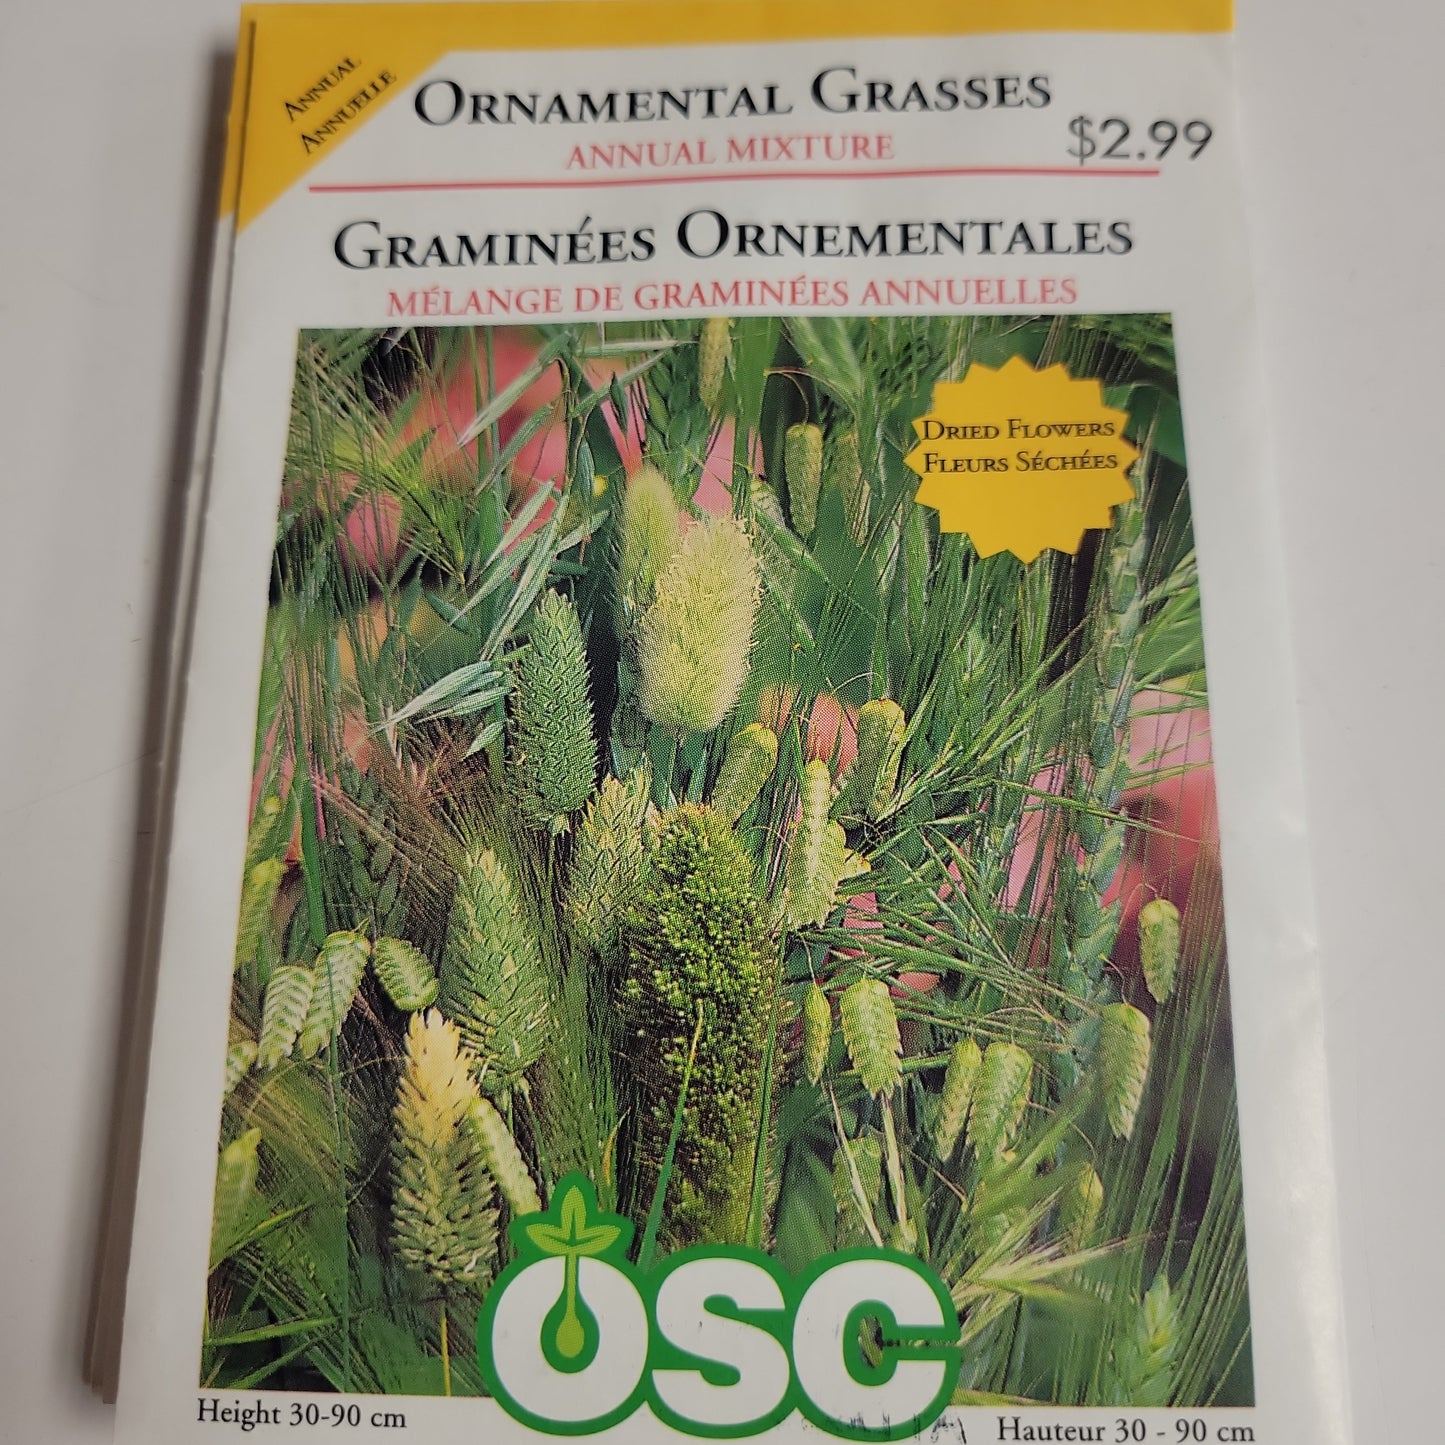 ANNUAL
ANNUELLE
ORNAMENTAL GRASSES
ANNUAL MIXTURE
$2.99
GRAMINÉES ORNEMENTALES
MÉLANGE DE GRAMINÉES ANNUELLES
DRIED FLOWERS
FLEURS SÉCHÉES
OSC
Height 30-90 cm
Hauteur 30 - 90 cm